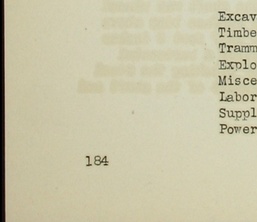 Excav
Timbe
Tramm
Explo
Misce
Labor
Suppl
Power
184